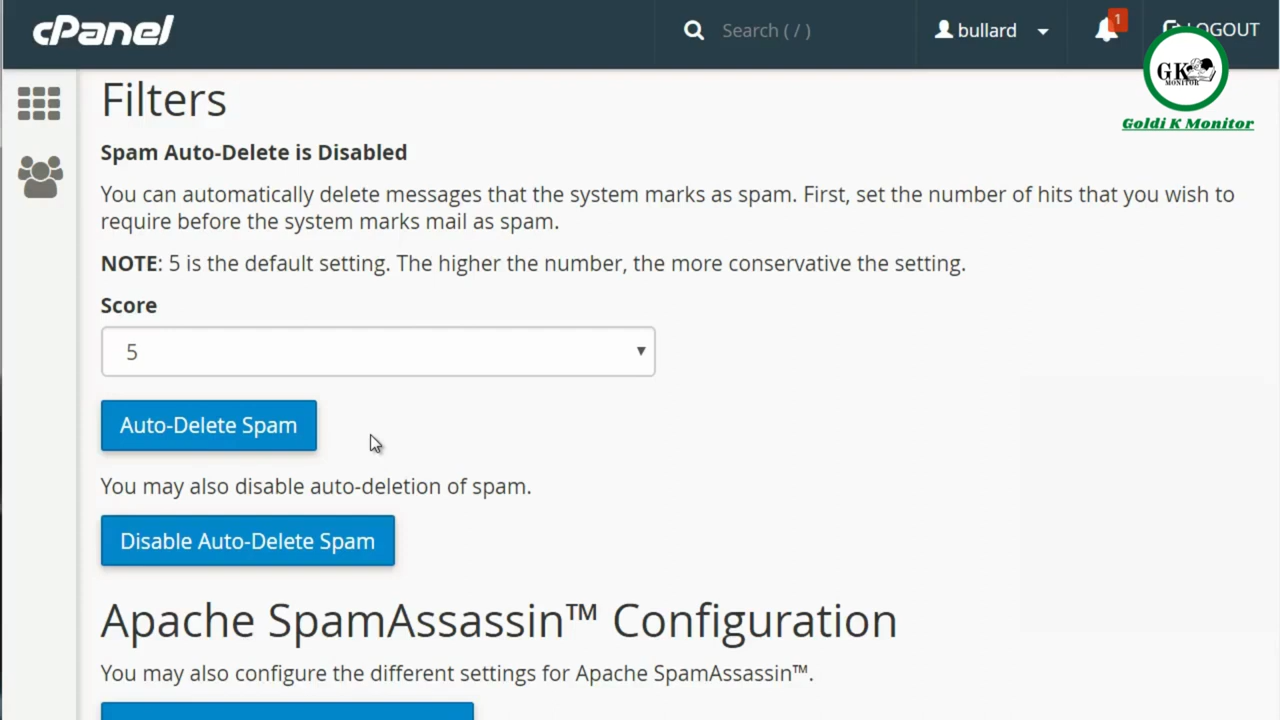 cPanel
Search ( / )
bullard
1
LOGOUT
GK
MONITOR
Goldi K Monitor
Filters
Spam Auto-Delete is Disabled
You can automatically delete messages that the system marks as spam. First, set the number of hits that you wish to
require before the system marks mail as spam.
NOTE: 5 is the default setting. The higher the number, the more conservative the setting.
Score
5
Auto-Delete Spam
You may also disable auto-deletion of spam.
Disable Auto-Delete Spam
Apache SpamAssassin™ Configuration
You may also configure the different settings for Apache SpamAssassin™.